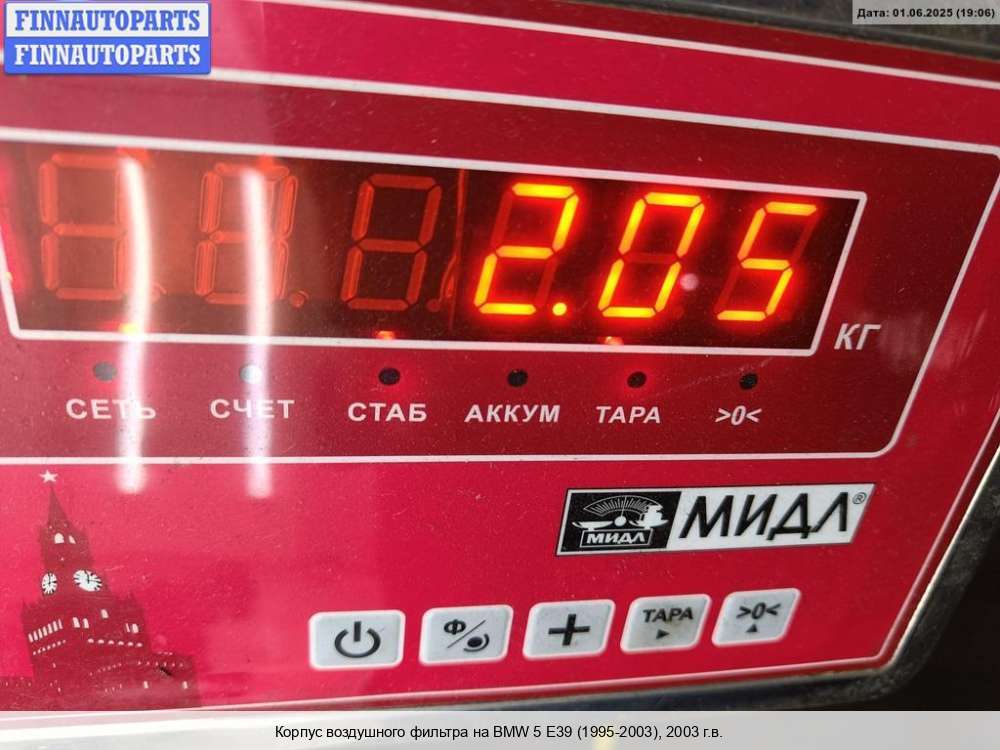 FINNAUTOPARTS
FINNAUTOPARTS
Дата: 01.06.2025 (19:06)
2.05
КГ
СЕТЬ СЧЕТ СТАБ АККУМ ТАРА >0<
МИДЛ МИДЛ®
Ф/ + ТАРА >0<
Корпус воздушного фильтра на BMW 5 E39 (1995-2003), 2003 г.в.